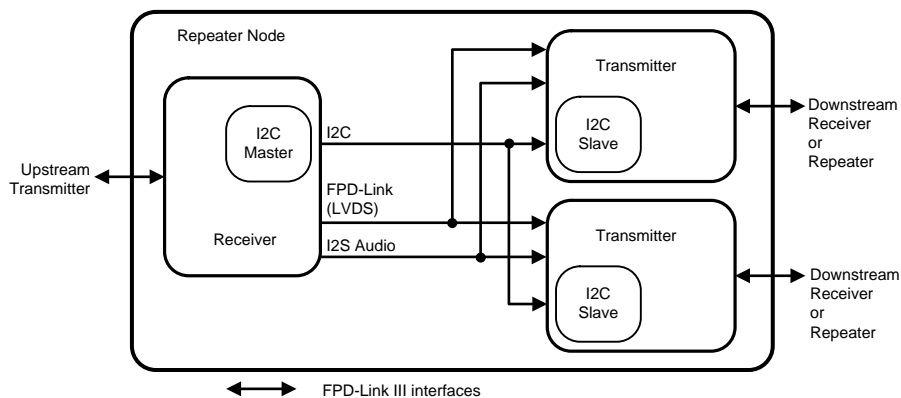 Repeater Node
Upstream
Transmitter
I2C
Master
Receiver
I2C
FPD-Link
(LVDS)
I2S Audio
Transmitter
I2C
Slave
Downstream
Receiver
or
Repeater
Transmitter
I2C
Slave
Downstream
Receiver
or
Repeater
FPD-Link III interfaces